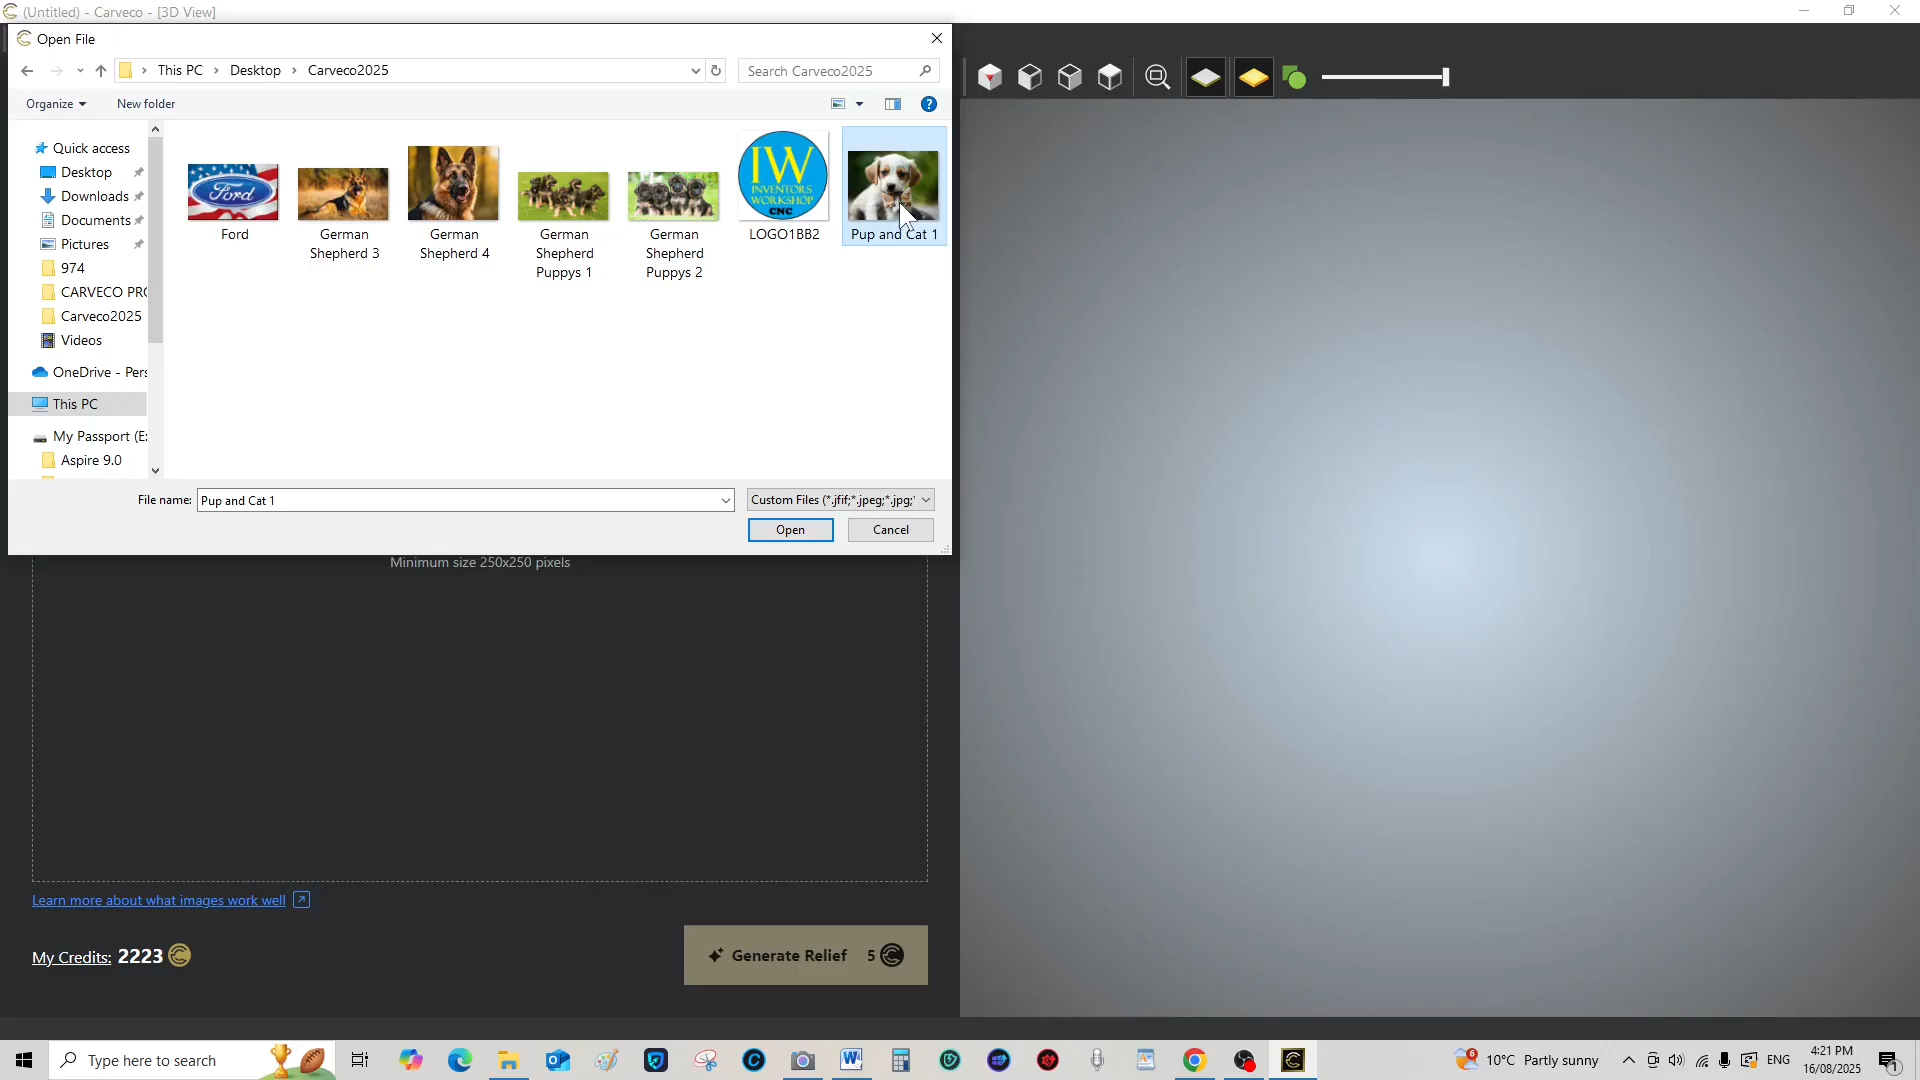 (Untitled) - Carveco - [3D View]
Open File
This PC > Desktop > Carveco2025
Search Carveco2025
Organize
New folder
Quick access
Desktop
Downloads
Documents
Pictures
974
CARVECO PRO
Carveco2025
Videos
OneDrive - Pers
This PC
My Passport (E:
Aspire 9.0
Ford
German
Shepherd 3
German
Shepherd 4
German
Shepherd
Puppys 1
German
Shepherd
Puppys 2
IW
INVENTORS
WORKSHOP
CNC
LOGO1BB2
Pup and Cat 1
File name: Pup and Cat 1
Custom Files (*.jfif;*.jpeg;*.jpg;*
Open
Cancel
Minimum size 250x250 pixels
Learn more about what images work well
My Credits: 2223
Generate Relief 5
Type here to search
6
10°C Partly sunny
ENG
4:21 PM
16/08/2025
1